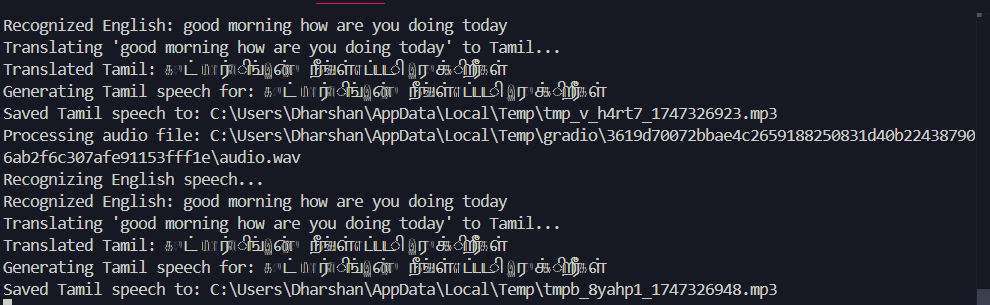 Recognized English: good morning how are you doing today
Translating 'good morning how are you doing today' to Tamil...
Translated Tamil: குட் மார்னிங் இன்று நீங்கள் எப்படி இருக்கிறீர்கள்
Generating Tamil speech for: குட் மார்னிங் இன்று நீங்கள் எப்படி இருக்கிறீர்கள்
Saved Tamil speech to: C:\Users\Dharshan\AppData\Local\Temp\tmp_v_h4rt7_1747326923.mp3
Processing audio file: C:\Users\Dharshan\AppData\Local\Temp\gradio\3619d70072bbae4c2659188250831d40b22438790
6ab2f6c307afe91153fff1e\audio.wav
Recognizing English speech...
Recognized English: good morning how are you doing today
Translating 'good morning how are you doing today' to Tamil...
Translated Tamil: குட் மார்னிங் இன்று நீங்கள் எப்படி இருக்கிறீர்கள்
Generating Tamil speech for: குட் மார்னிங் இன்று நீங்கள் எப்படி இருக்கிறீர்கள்
Saved Tamil speech to: C:\Users\Dharshan\AppData\Local\Temp\tmpb_8yahp1_1747326948.mp3